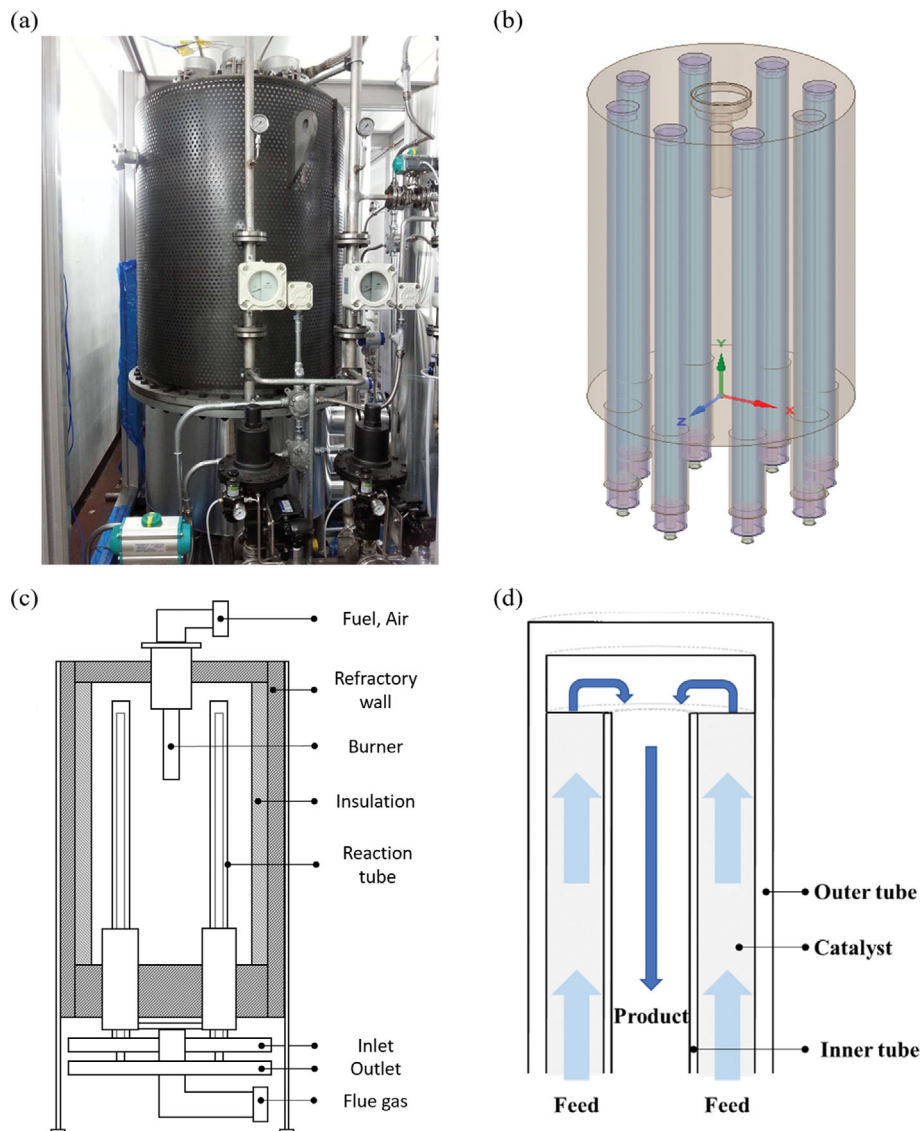 (a)
(b)
Y
Z
X
(c)
Fuel, Air
Refractory
wall
Burner
Insulation
Reaction
tube
Inlet
Outlet
Flue gas
(d)
Outer tube
Catalyst
Product
Inner tube
Feed
Feed